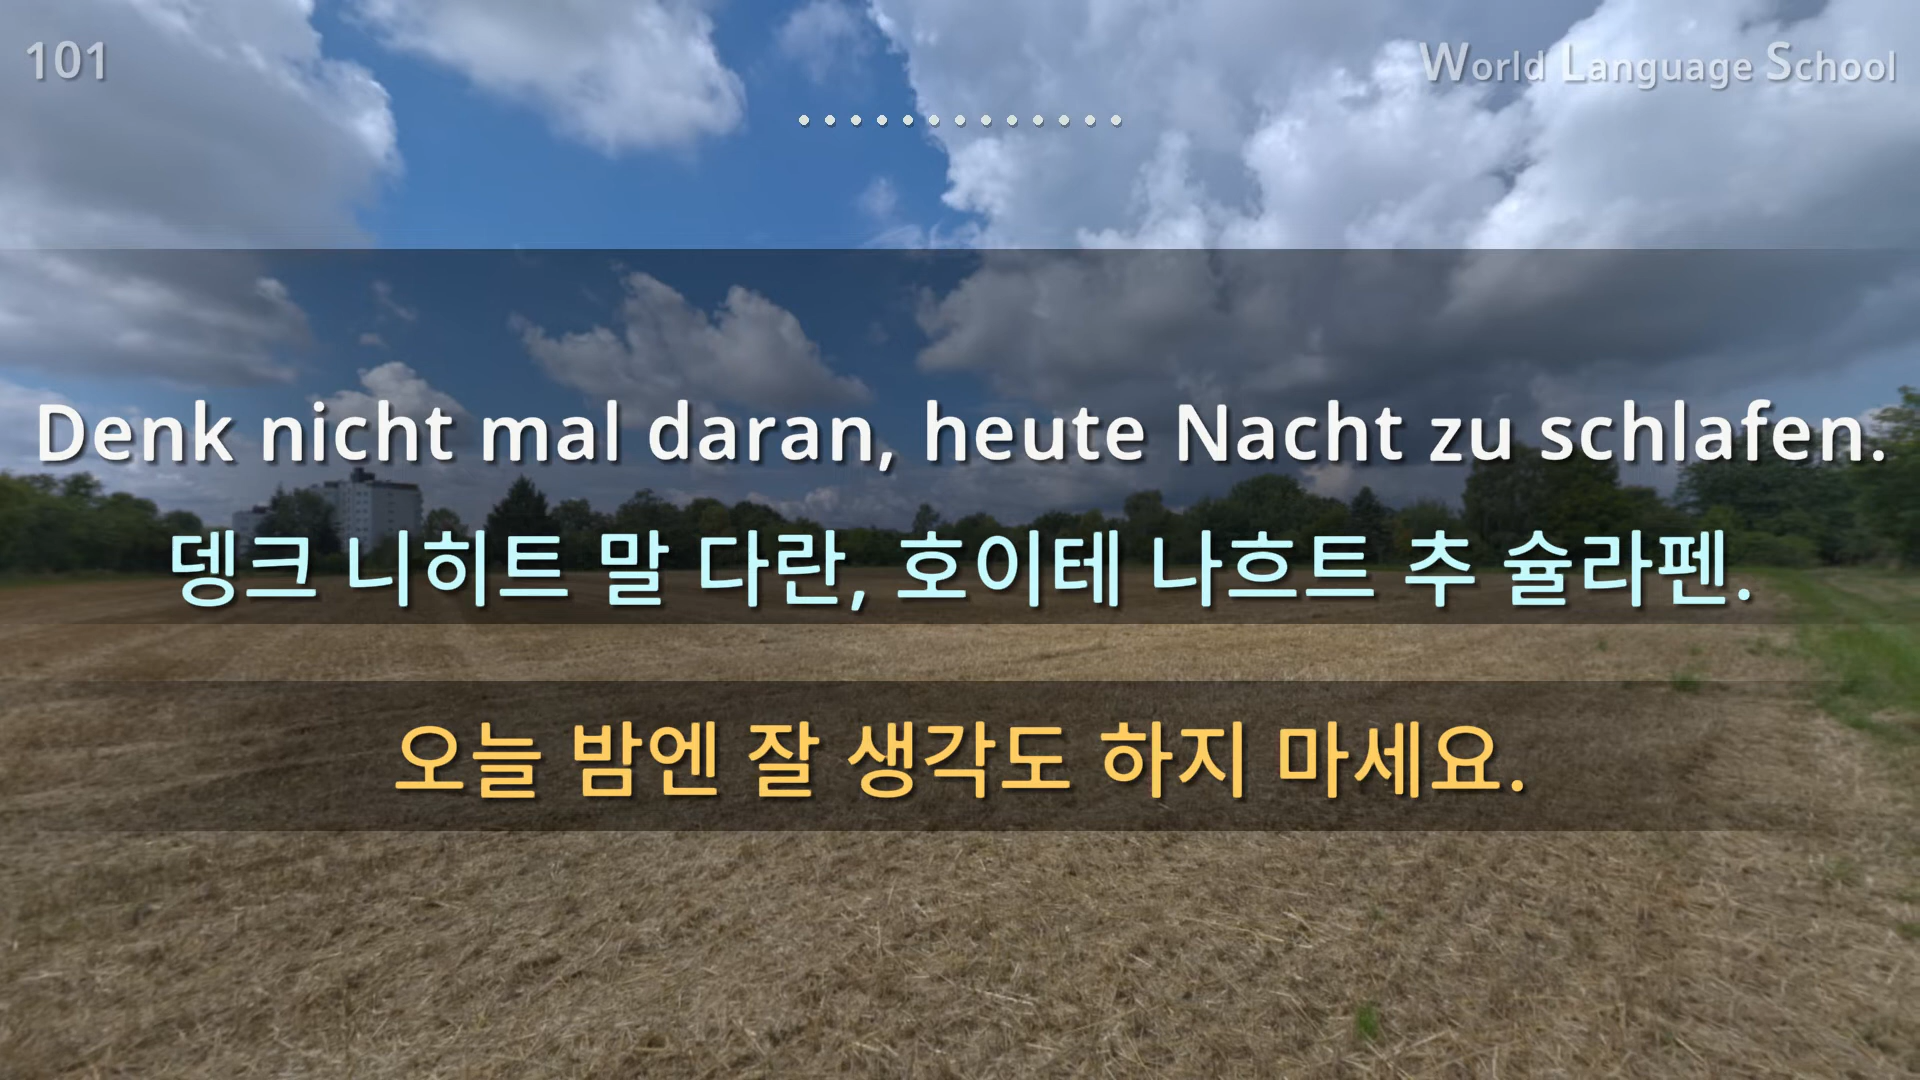 101
World Language School
Denk nicht mal daran, heute Nacht zu schlafen.
뎅크 니히트 말 다란, 호이테 나흐트 추 슐라펜.
오늘 밤엔 잘 생각도 하지 마세요.